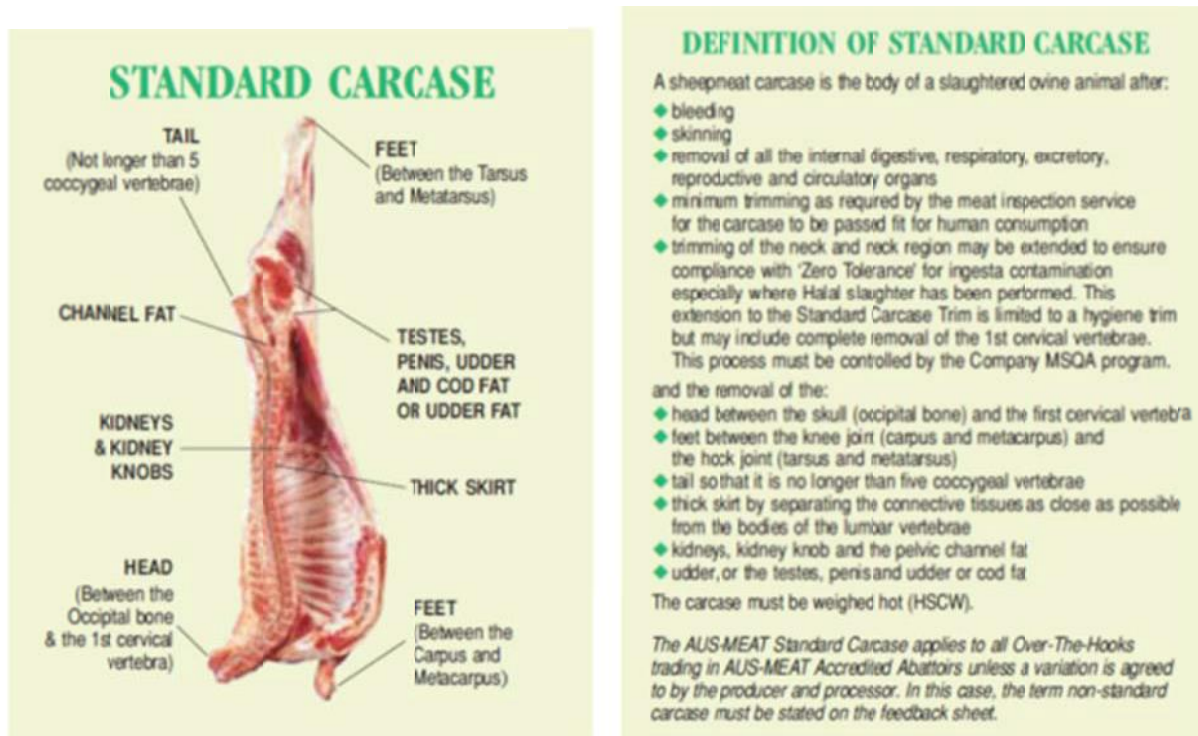 STANDARD CARCASE
TAIL
(Not longer than 5
coccygeal vertebrae)
FEET
(Between the Tarsus
and Metatarsus)
CHANNEL FAT
TESTES,
PENIS, UDDER
AND COD FAT
OR UDDER FAT
KIDNEYS
& KIDNEY
KNOBS
THICK SKIRT
HEAD
(Between the
Occiptal bone
& the 1st cervical
vertebra)
FEET
(Between the
Carpus and
Metacarpus)
DEFINITION OF STANDARD CARCASE
A sheepmeat carcase is the body of a slaughtered ovine animal after:
◆ bleeding
◆ skinning
◆ removal of all the internal digestive, respiratory, excretory,
reproductive and circulatory organs
◆ minimum trimming as required by the meat inspection service
for the carcase to be passed fit for human consumption
◆ trimming of the neck and neck region may be extended to ensure
compliance with 'Zero Tolerance' for ingesta contamination
especially where Halal slaughter has been performed. This
extension to the Standard Carcase Trim is limited to a hygiene trim
but may include complete removal of the 1st cervical vertebrae.
This process must be controlled by the Company MSQA program.
and the removal of the:
◆ head between the skull (occipital bone) and the first cervical vertebra
◆ feet between the knee joint (carpus and metacarpus) and
the hock joint (tarsus and metatarsus)
◆ tail so that it is no longer than five coccygeal vertebrae
◆ thick skirt by separating the connective tissues as close as possible
from the bodies of the lumbar vertebrae
◆ kidneys, kidney knob and the pelvic channel fat
◆ udder, or the testes, penis and udder or cod fat
The carcase must be weighed hot (HSCW).
The AUS-MEAT Standard Carcase applies to all Over-The-Hooks
trading in AUS-MEAT Accredited Abattoirs unless a variation is agreed
to by the producer and processor. In this case, the term non-standard
carcase must be stated on the feedback sheet.